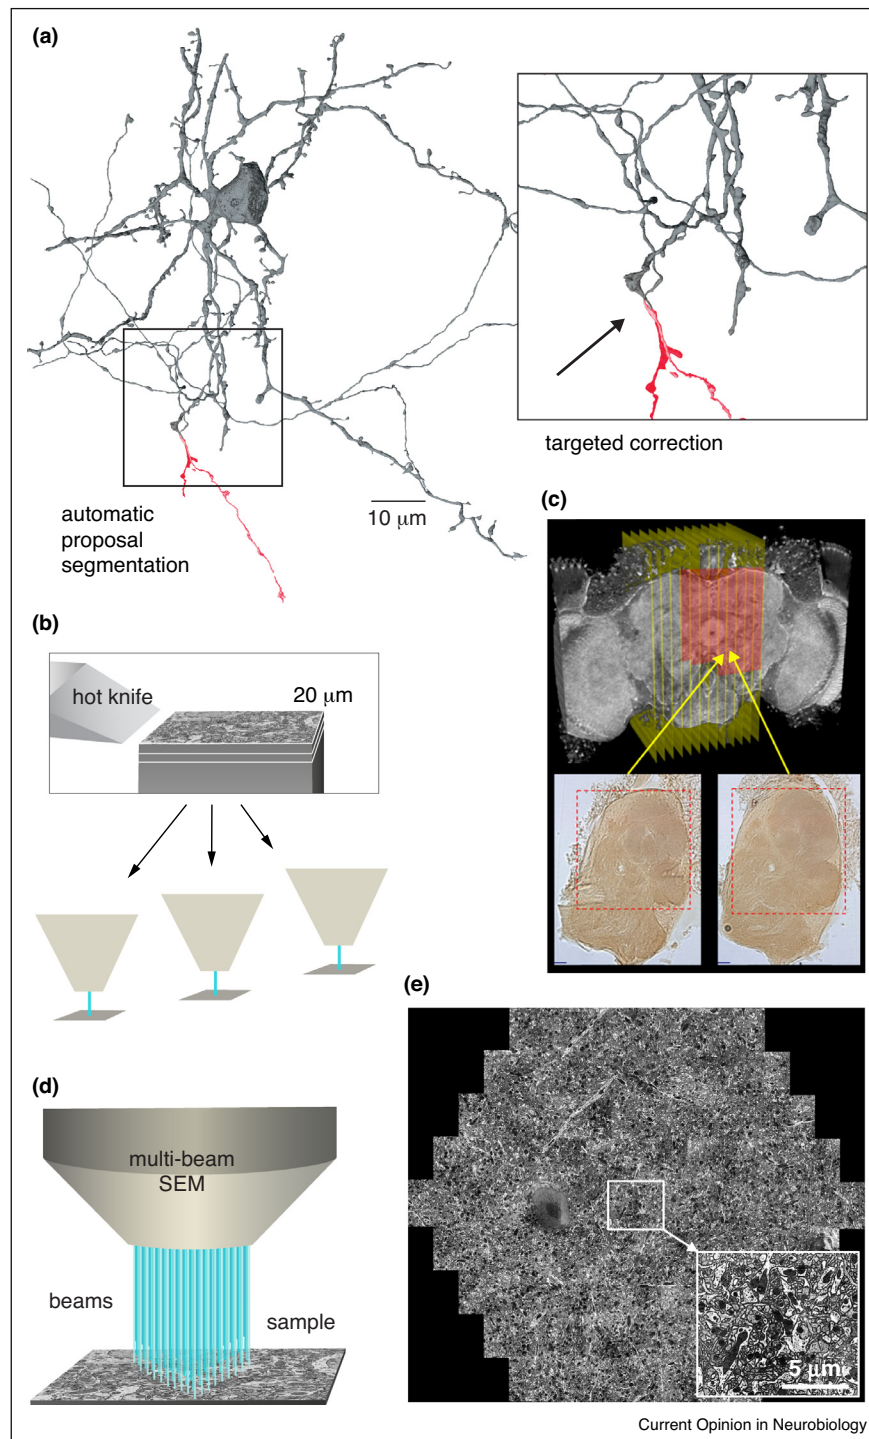 (a)
targeted correction
10 μm
automatic
proposal
segmentation
(b)
hot knife
20 μm
(c)
(d)
multi-beam
SEM
beams
sample
(e)
5 μm
Current Opinion in Neurobiology